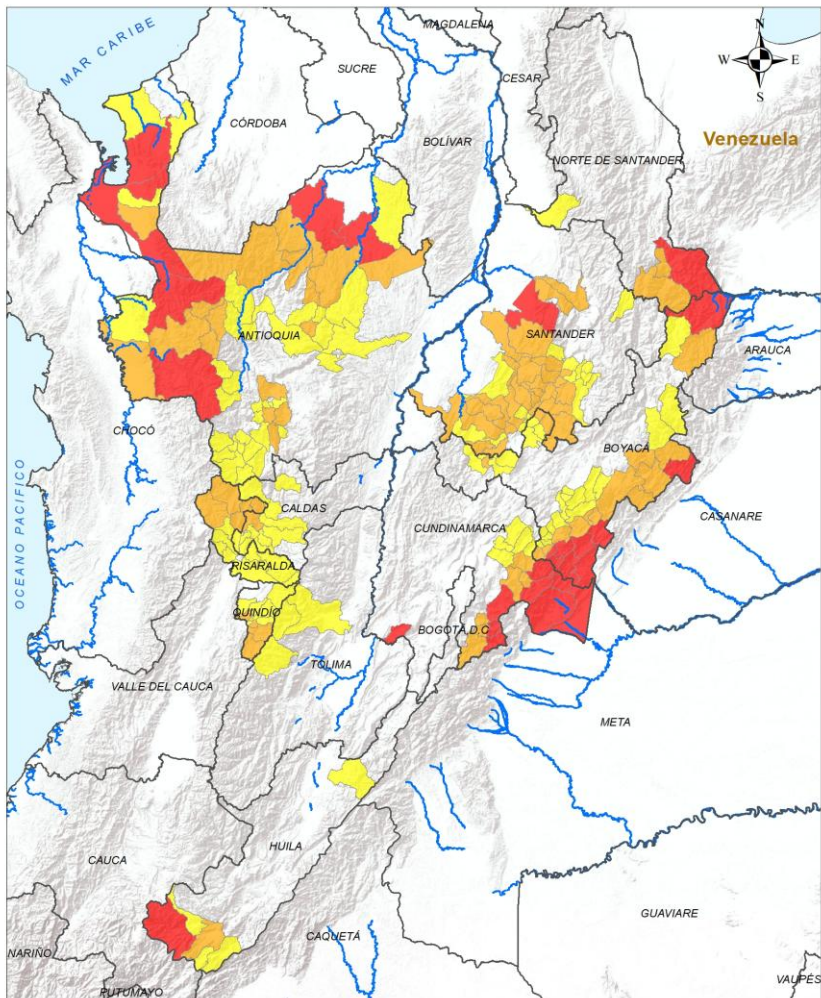 MAGDALENA
N
MAR CARIBE
SUCRE
CESAR
W
E
S
CÓRDOBA
BOLÍVAR
Venezuela
NORTE DE SANTANDER
ANTIOQUIA
SANTANDER
ARAUCA
CHOCÓ
BOYACÁ
OCEANO PACIFICO
CALDAS
CASANARE
CUNDINAMARCA
RISARALDA
QUINDÍO
BOGOTÁ D.C
TOLIMA
VALLE DEL CAUCA
META
HUILA
CAUCA
GUAVIARE
CAQUETÁ
NARIÑO
VAUPÉS
PUTUMAYO